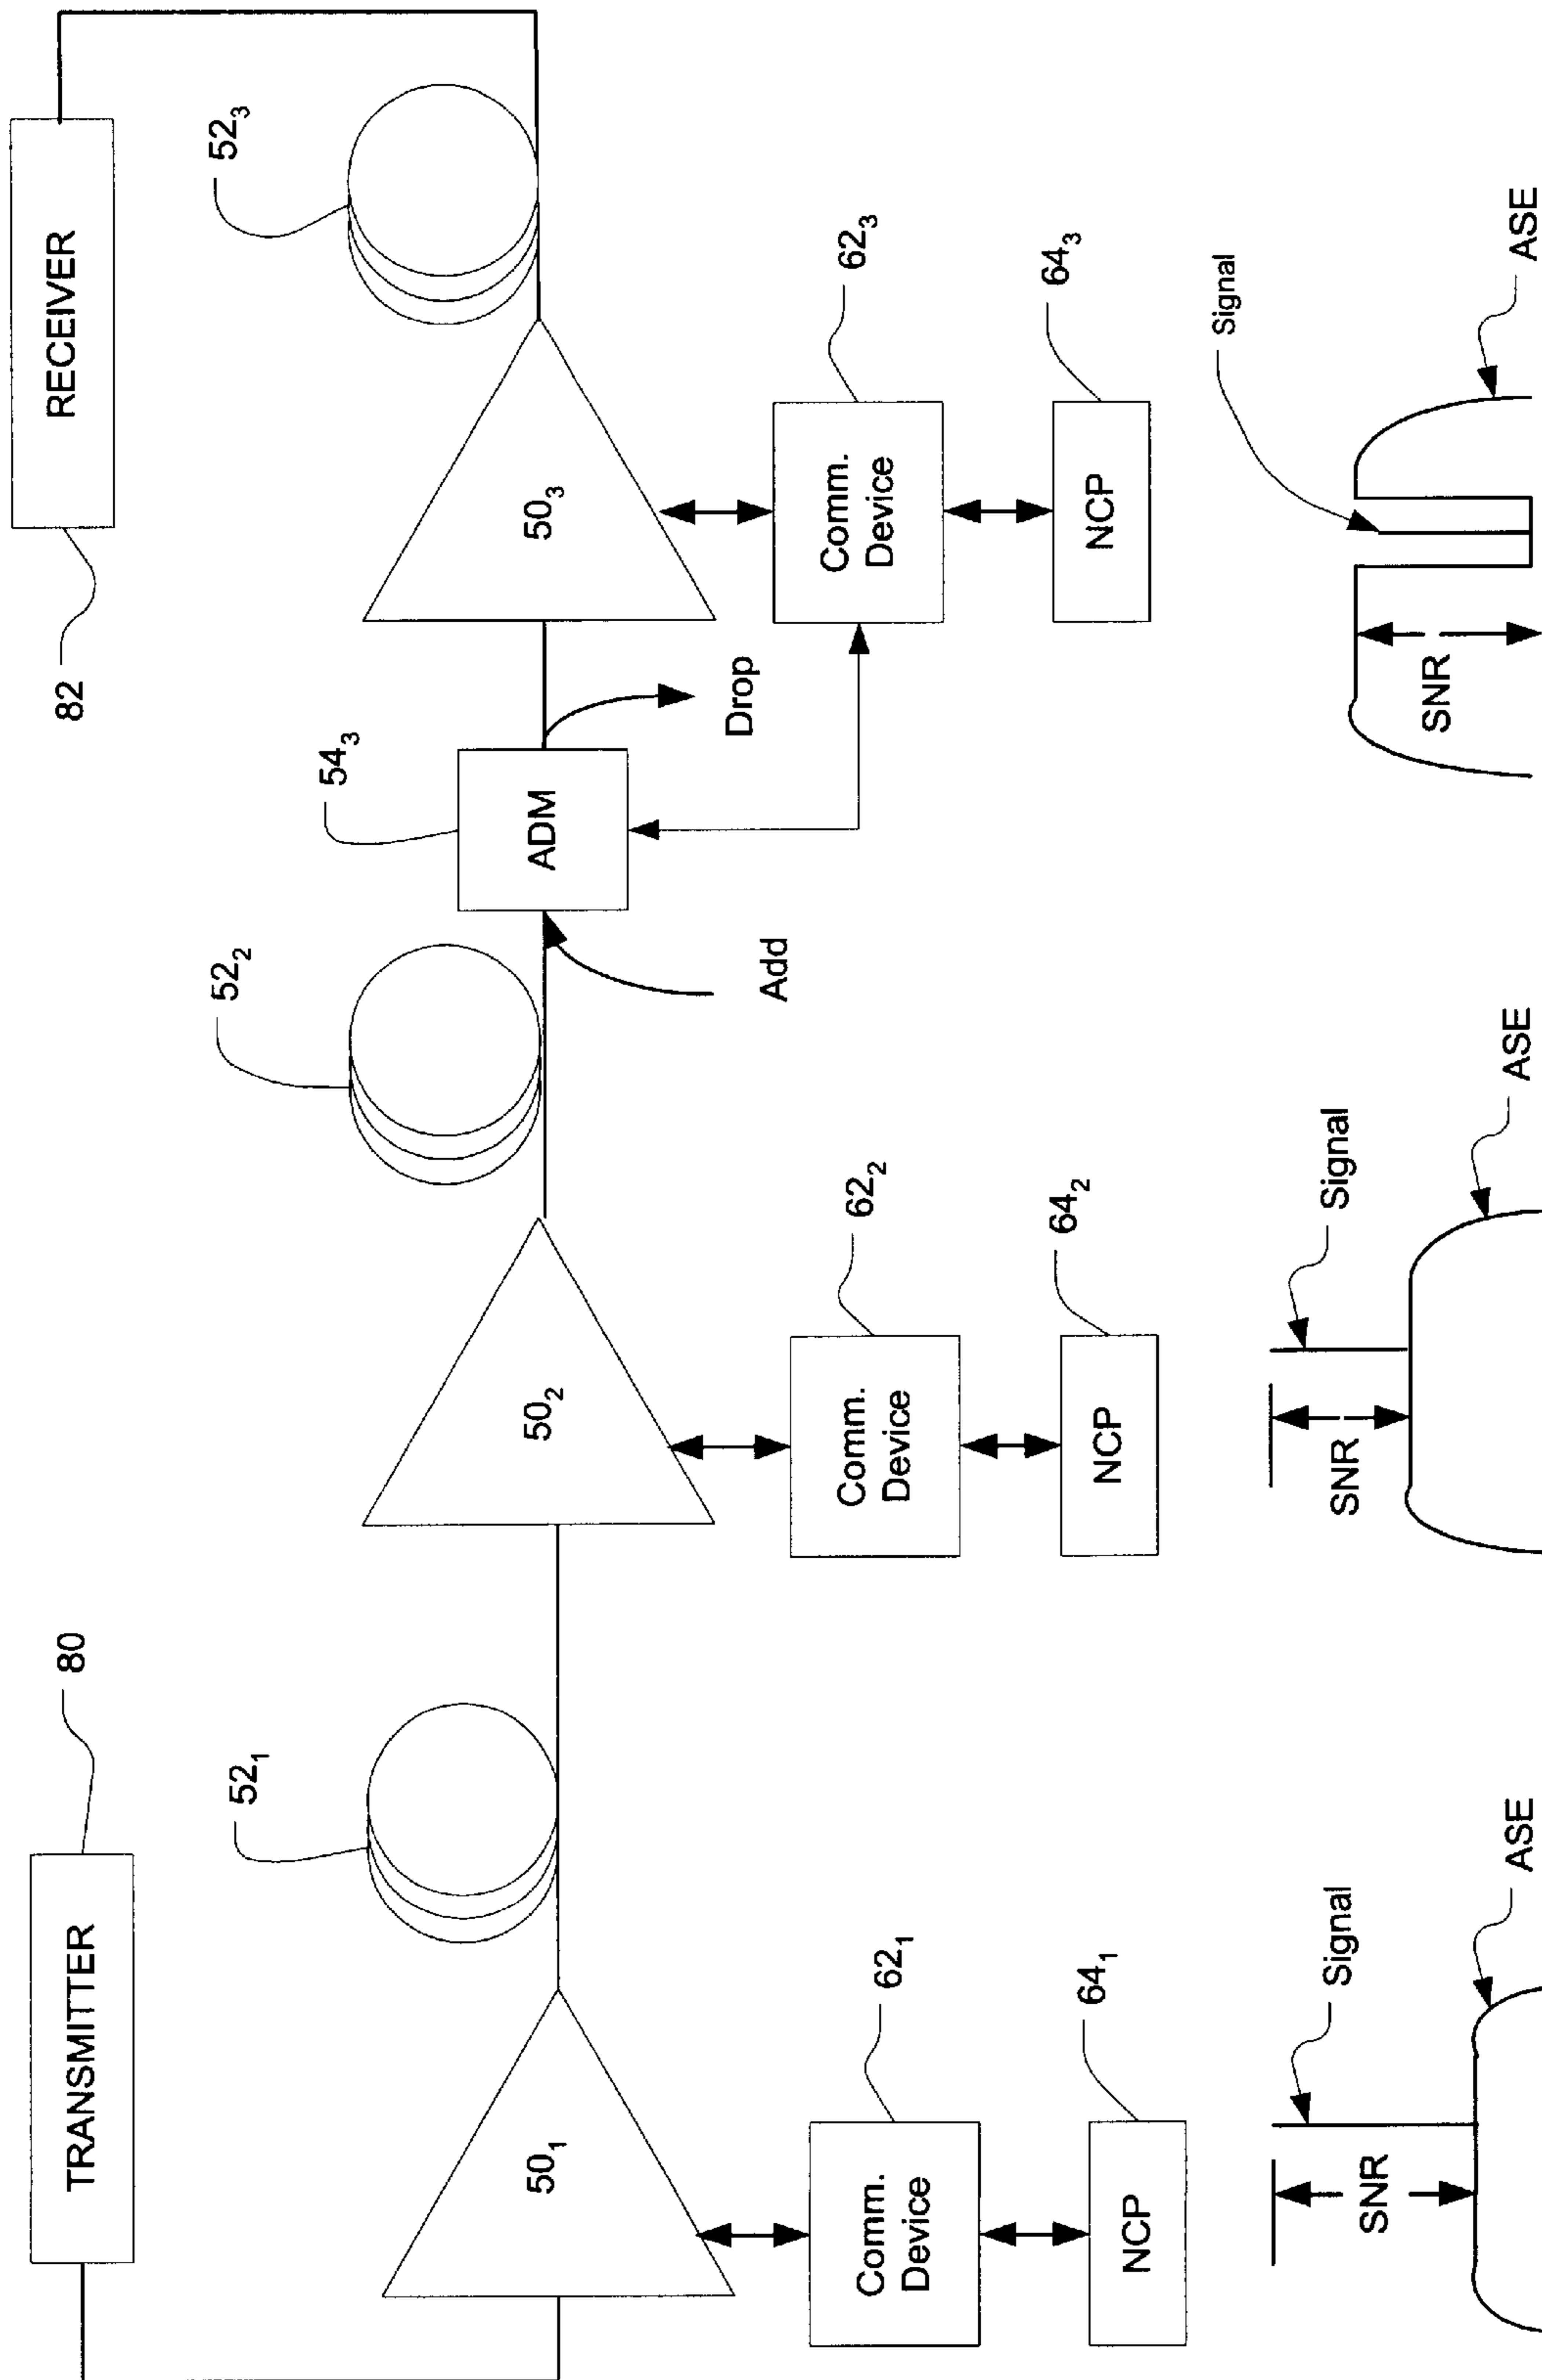 TRANSMITTER
80
RECEIVER
82
52₁
52₂
52₃
54₃
50₁
50₂
ADM
50₃
Add
Drop
Comm.
Device
62₁
Comm.
Device
62₂
Comm.
Device
62₃
NCP
64₁
NCP
64₂
NCP
64₃
SNR
Signal
ASE
SNR
Signal
ASE
SNR
Signal
ASE